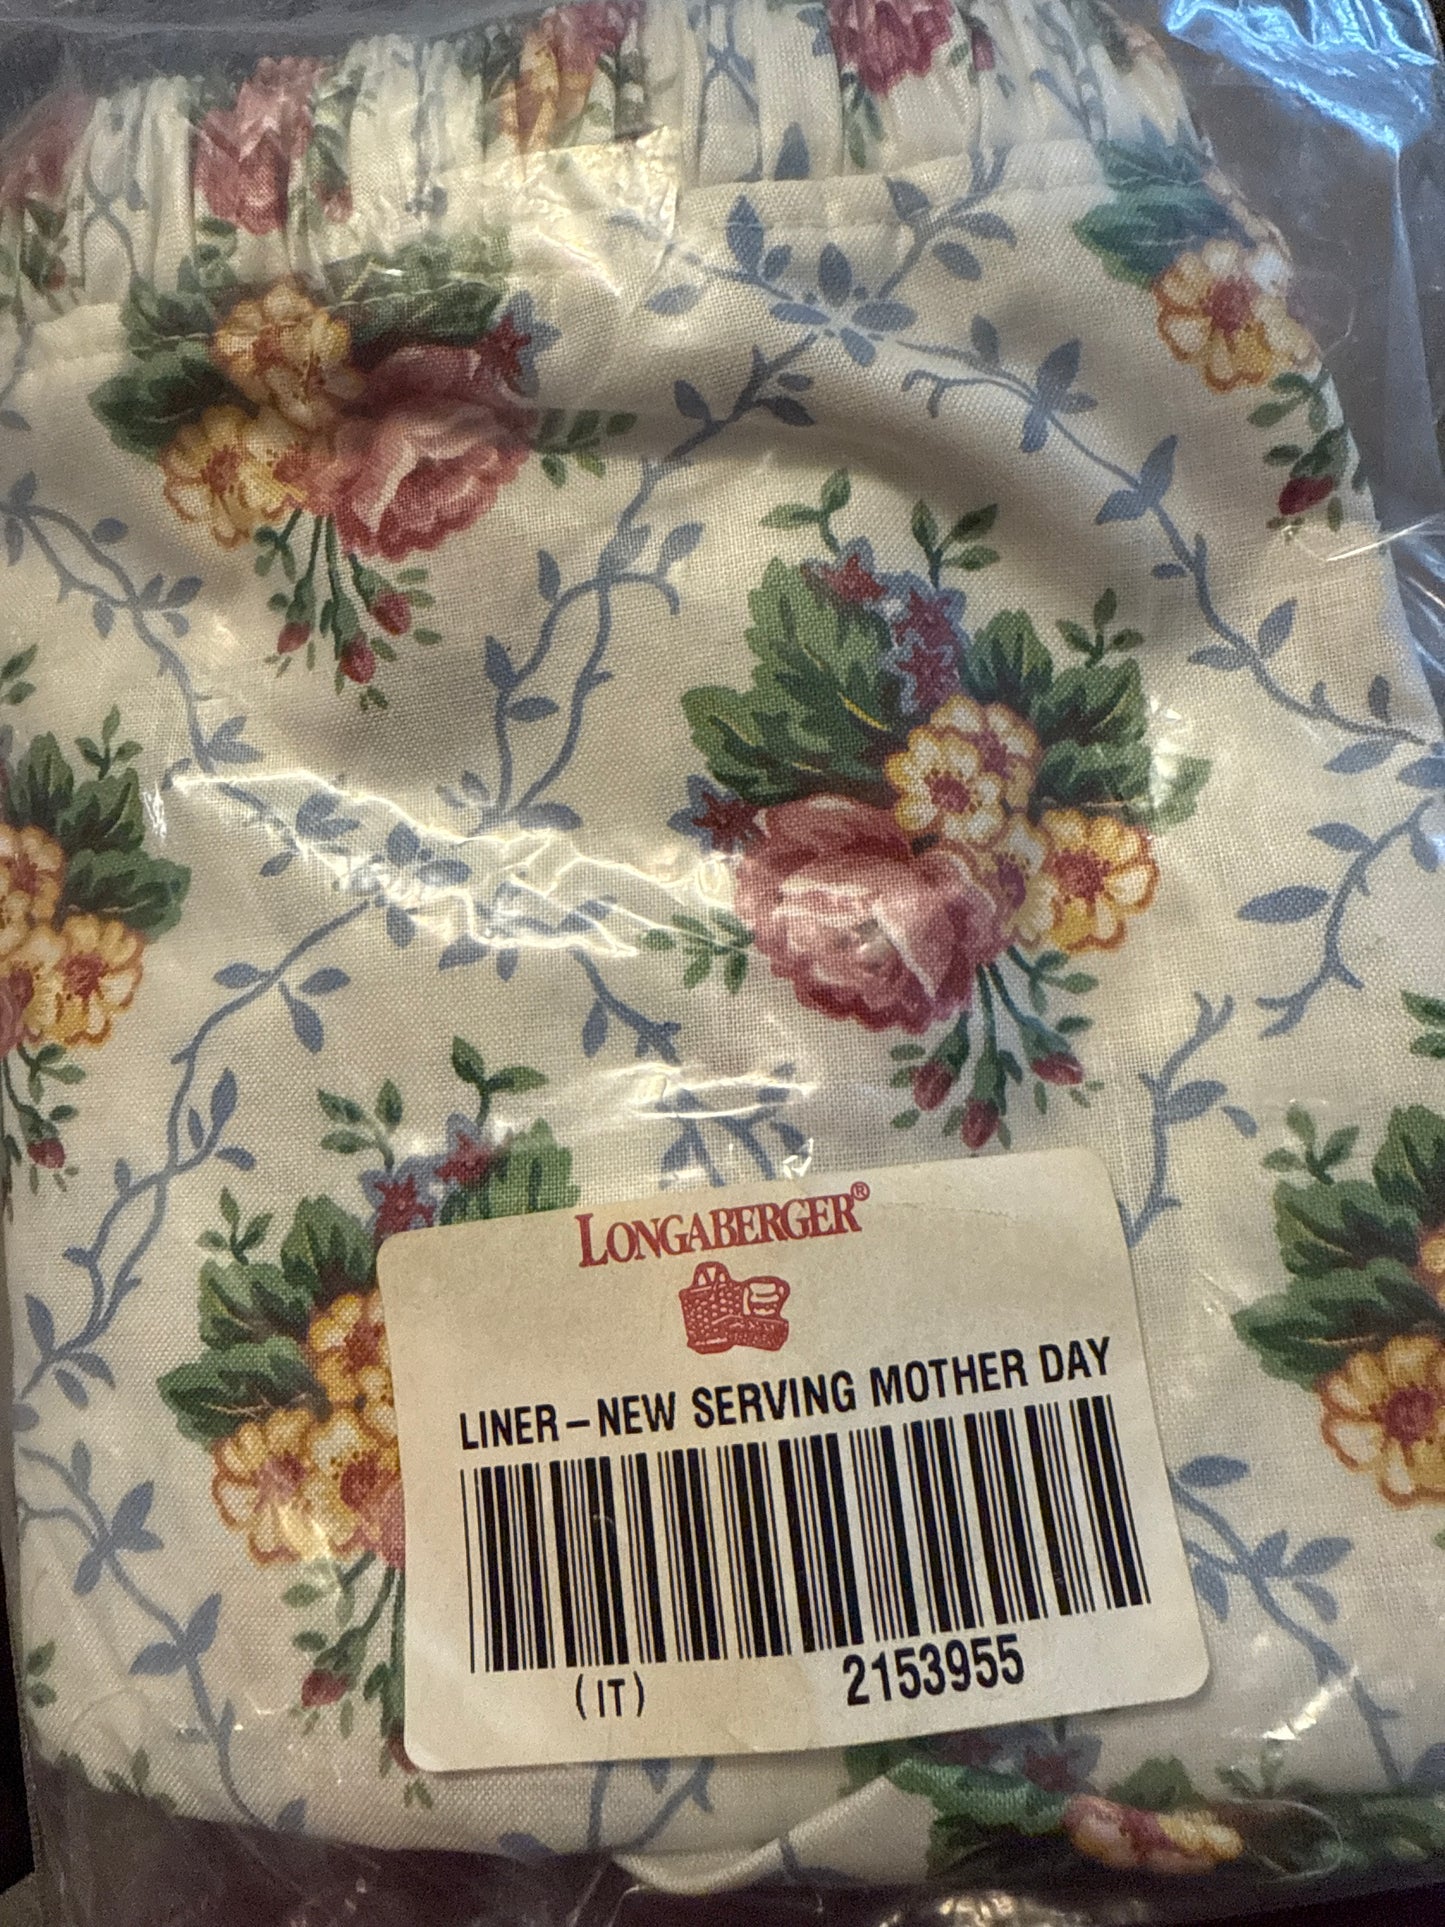 LONGABERGER®
LINER – NEW SERVING MOTHER DAY
(IT) 2153955